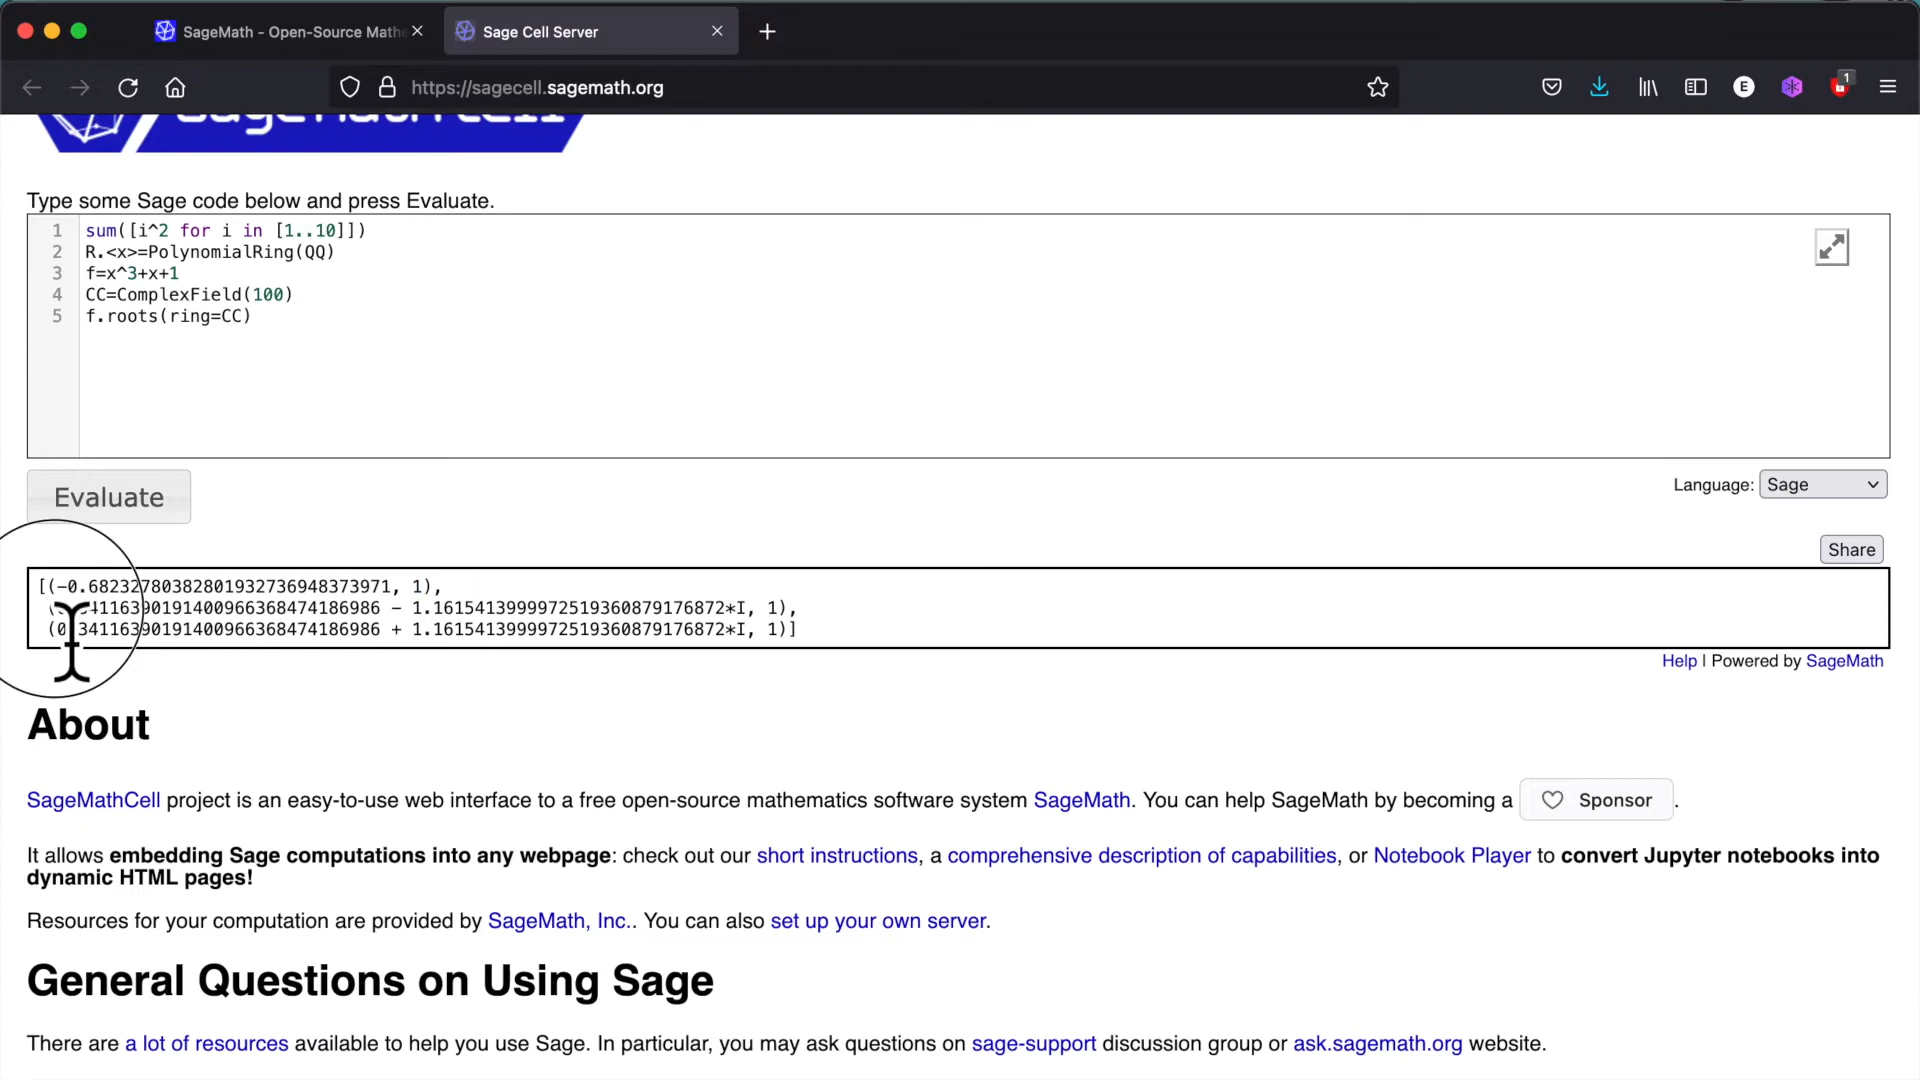 SageMath - Open-Source Mathe
Sage Cell Server
https://sagecell.sagemath.org
1
E
Type some Sage code below and press Evaluate.
1 sum([i^2 for i in [1..10]])
2 R.<x>=PolynomialRing(QQ)
3 f=x^3+x+1
4 CC=ComplexField(100)
5 f.roots(ring=CC)
Evaluate
Language: Sage
Share
[(-0.68232780382801932736948373971, 1),
341163901914009663684741869­86 - 1.1615413999972519360879176872*I, 1),
(0.34116390191400966368474186986 + 1.1615413999972519360879176872*I, 1)]
Help | Powered by SageMath
About
SageMathCell project is an easy-to-use web interface to a free open-source mathematics software system SageMath. You can help SageMath by becoming a Sponsor.
It allows embedding Sage computations into any webpage: check out our short instructions, a comprehensive description of capabilities, or Notebook Player to convert Jupyter notebooks into
dynamic HTML pages!
Resources for your computation are provided by SageMath, Inc.. You can also set up your own server.
General Questions on Using Sage
There are a lot of resources available to help you use Sage. In particular, you may ask questions on sage-support discussion group or ask.sagemath.org website.